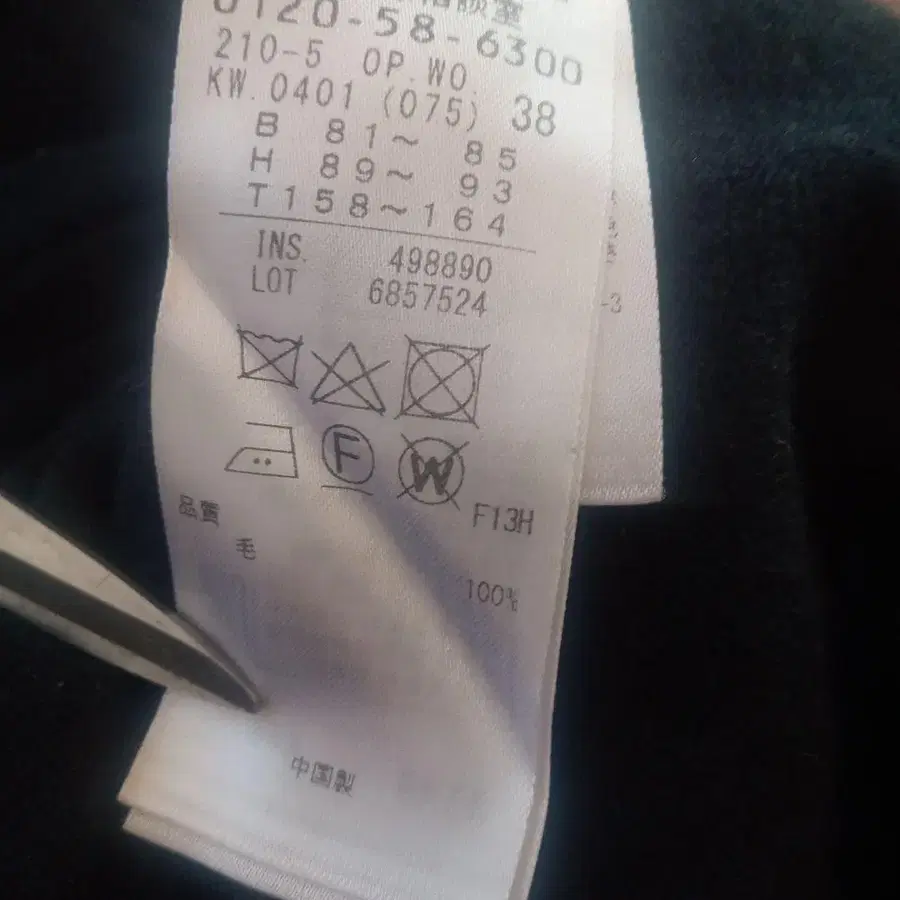 0120-58-6300
210-5 OP.WO.
KW.0401 (075) 38
B 81~ 85
H 89~ 93
T158~164
INS. 498890
LOT 6857524
F W
F13H
品質
毛 100%
中国製
-3